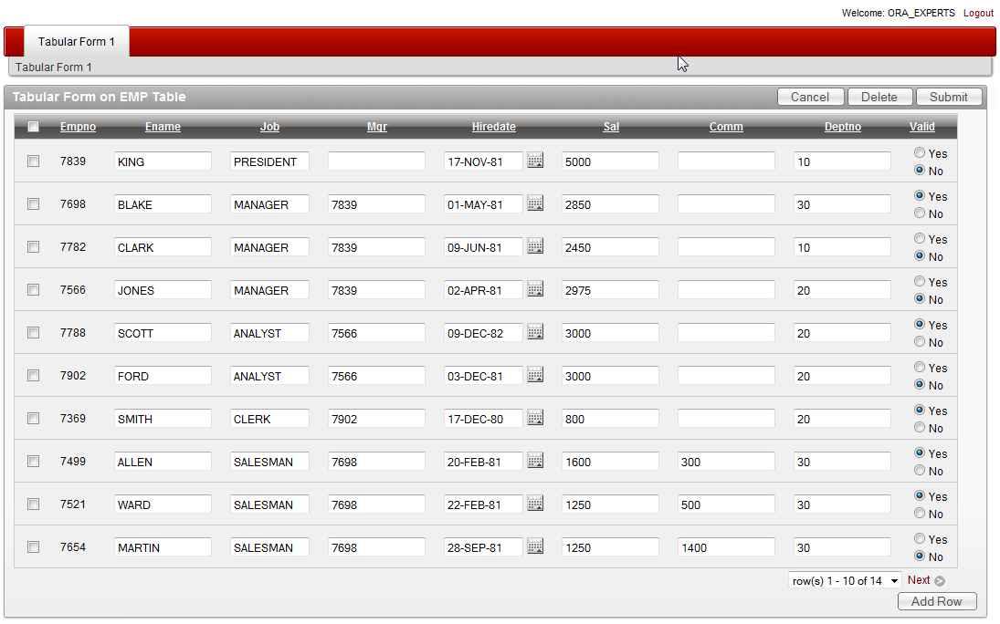 Welcome: ORA_EXPERTS Logout
Tabular Form 1
Tabular Form 1
Tabular Form on EMP Table Cancel Delete Submit
Empno Ename Job Mgr Hiredate Sal Comm Deptno Valid
7839 KING PRESIDENT 17-NOV-81 5000 10 Yes
No
7698 BLAKE MANAGER 7839 01-MAY-81 2850 30 Yes
No
7782 CLARK MANAGER 7839 09-JUN-81 2450 10 Yes
No
7566 JONES MANAGER 7839 02-APR-81 2975 20 Yes
No
7788 SCOTT ANALYST 7566 09-DEC-82 3000 20 Yes
No
7902 FORD ANALYST 7566 03-DEC-81 3000 20 Yes
No
7369 SMITH CLERK 7902 17-DEC-80 800 20 Yes
No
7499 ALLEN SALESMAN 7698 20-FEB-81 1600 300 30 Yes
No
7521 WARD SALESMAN 7698 22-FEB-81 1250 500 30 Yes
No
7654 MARTIN SALESMAN 7698 28-SEP-81 1250 1400 30 Yes
No
row(s) 1 - 10 of 14 Next
Add Row